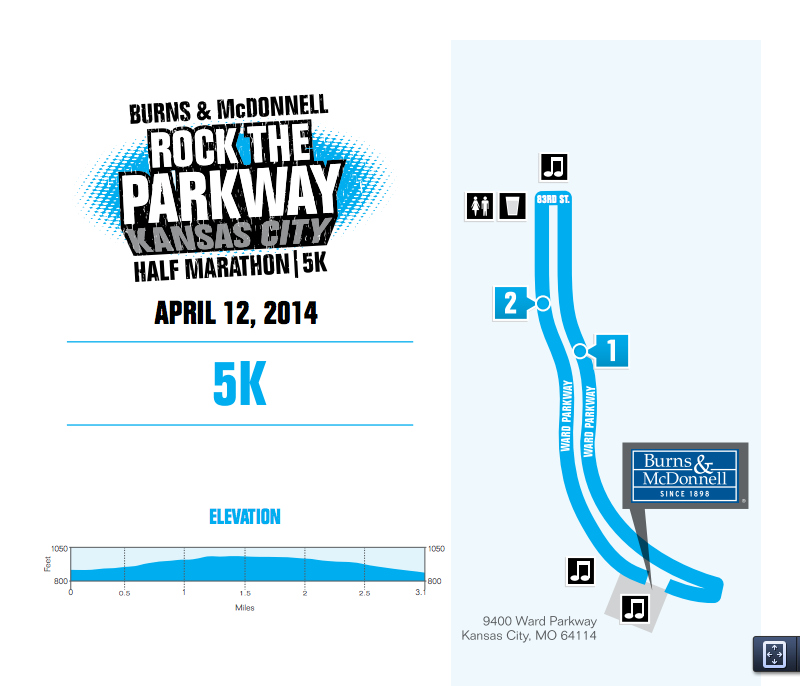 BURNS & McDONNELL
ROCK THE
PARKWAY
KANSAS CITY
HALF MARATHON | 5K
APRIL 12, 2014
5K
ELEVATION
1050
1050
Feet
800
800
0
0.5
1
1.5
2
2.5
3.1
Miles
83RD ST.
2
1
WARD PARKWAY
WARD PARKWAY
Burns &
McDonnell
SINCE 1898
9400 Ward Parkway
Kansas City, MO 64114